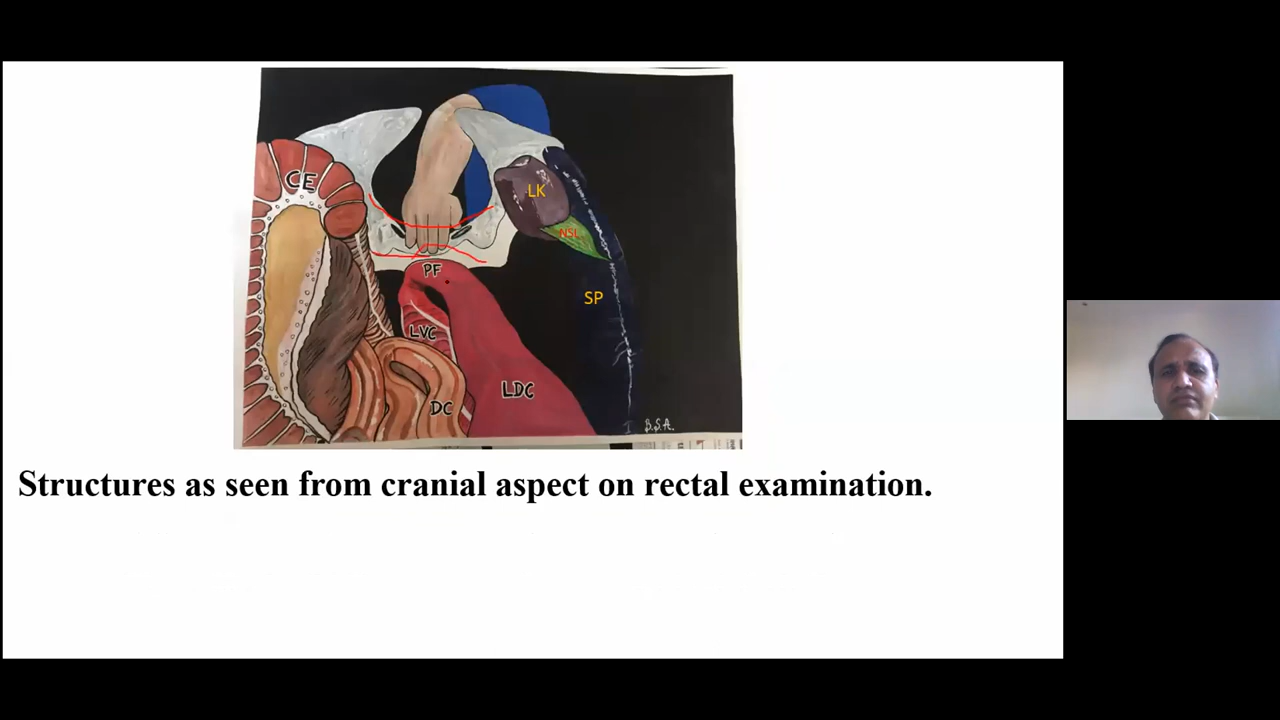 CE
LK
NSL
PF
SP
LVC
LDC
DC
B.S.A.
Structures as seen from cranial aspect on rectal examination.